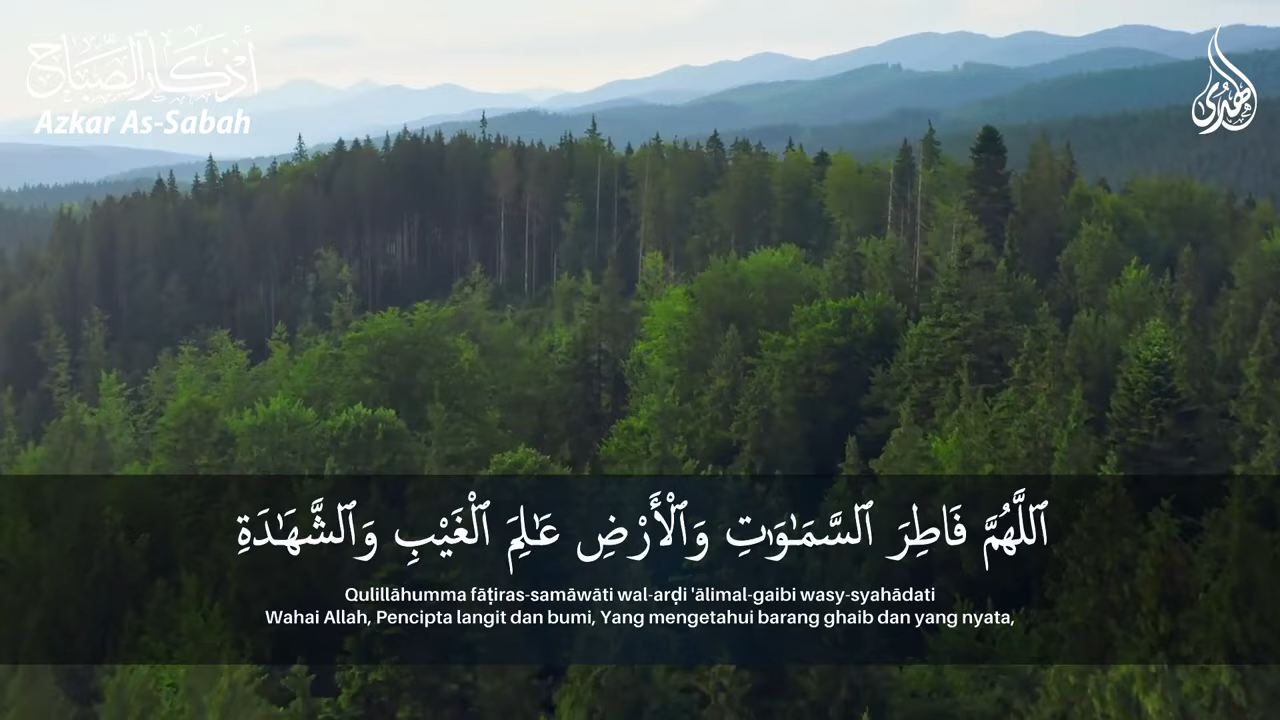 أذكار الصباح
Azkar As-Sabah
الهدى
ٱللَّهُمَّ فَاطِرَ ٱلسَّمَـٰوَٰتِ وَٱلْأَرْضِ عَـٰلِمَ ٱلْغَيْبِ وَٱلشَّهَـٰدَةِ
Qulillāhumma fāṭiras-samāwāti wal-arḍi 'ālimal-gaibi wasy-syahādati
Wahai Allah, Pencipta langit dan bumi, Yang mengetahui barang ghaib dan yang nyata,